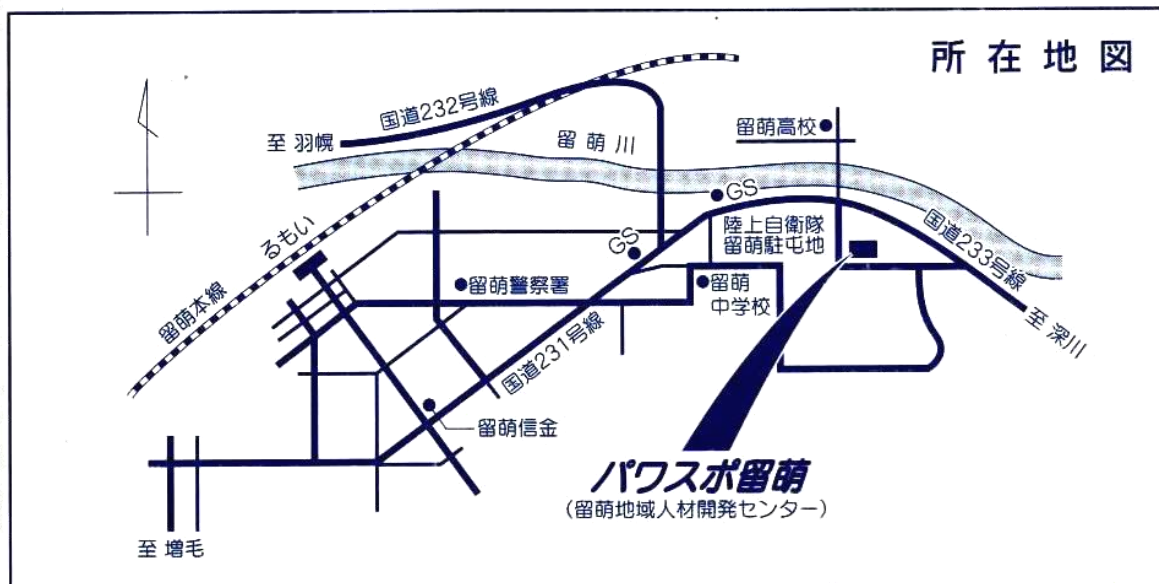 所在地図
国道232号線
至 羽幌
留萌川
留萌高校
GS
国道233号線
陸上自衛隊
留萌駐屯地
るもい
GS
留萌警察署
留萌
中学校
留萌本線
国道231号線
至 深川
留萌信金
パワスポ留萌
(留萌地域人材開発センター)
至 増毛